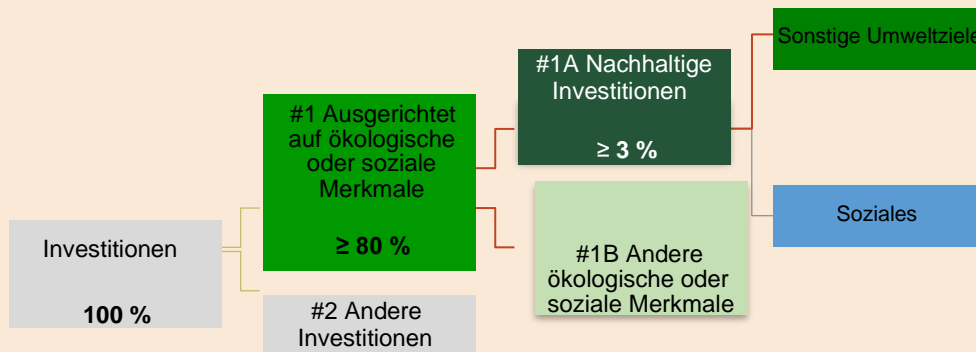 Investitionen
100 %
#1 Ausgerichtet
auf ökologische
oder soziale
Merkmale
≥ 80 %
#2 Andere
Investitionen
#1A Nachhaltige
Investitionen
≥ 3 %
#1B Andere
ökologische oder
soziale Merkmale
Sonstige Umweltziele
Soziales